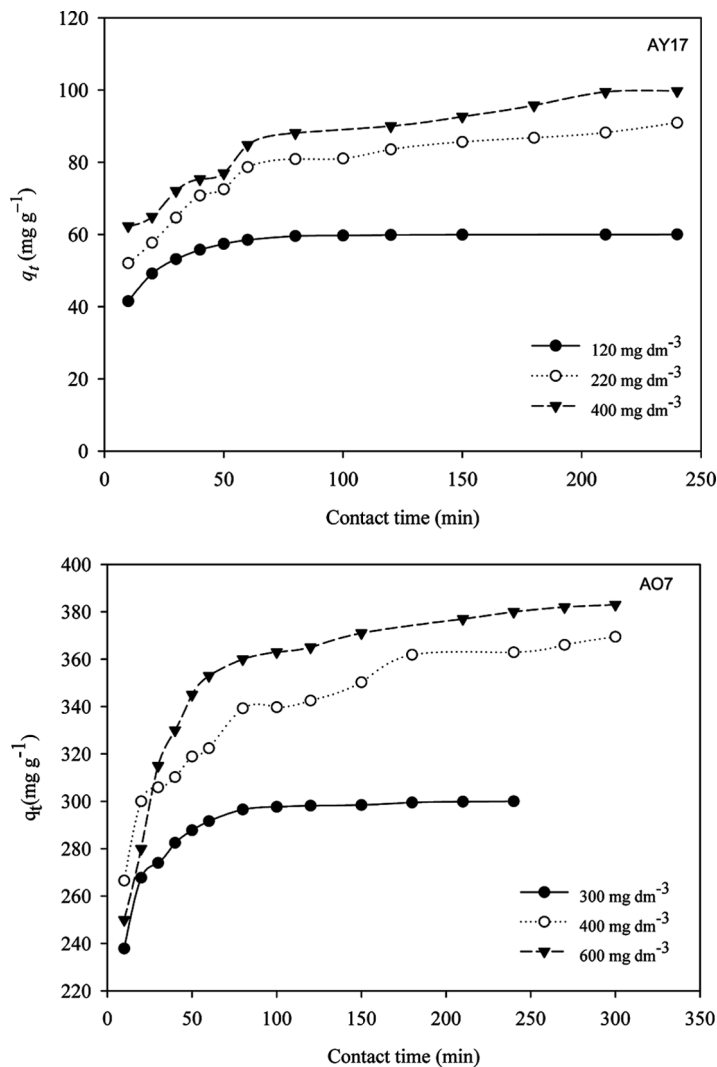 120
AY17
100
80
60
40
20
0
q_t (mg g⁻¹)
120 mg dm⁻³
220 mg dm⁻³
400 mg dm⁻³
0 50 100 150 200 250
Contact time (min)
400
AO7
380
360
340
320
300
280
260
240
220
q_t(mg g⁻¹)
300 mg dm⁻³
400 mg dm⁻³
600 mg dm⁻³
0 50 100 150 200 250 300 350
Contact time (min)